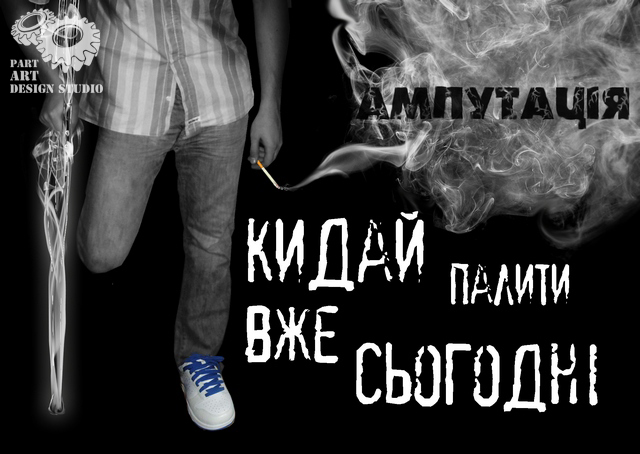 PART
ART
DESIGN STUDIO
АМПУТАЦІЯ
КИДАЙ
ПАЛИТИ
ВЖЕ
СЬОГОДНІ